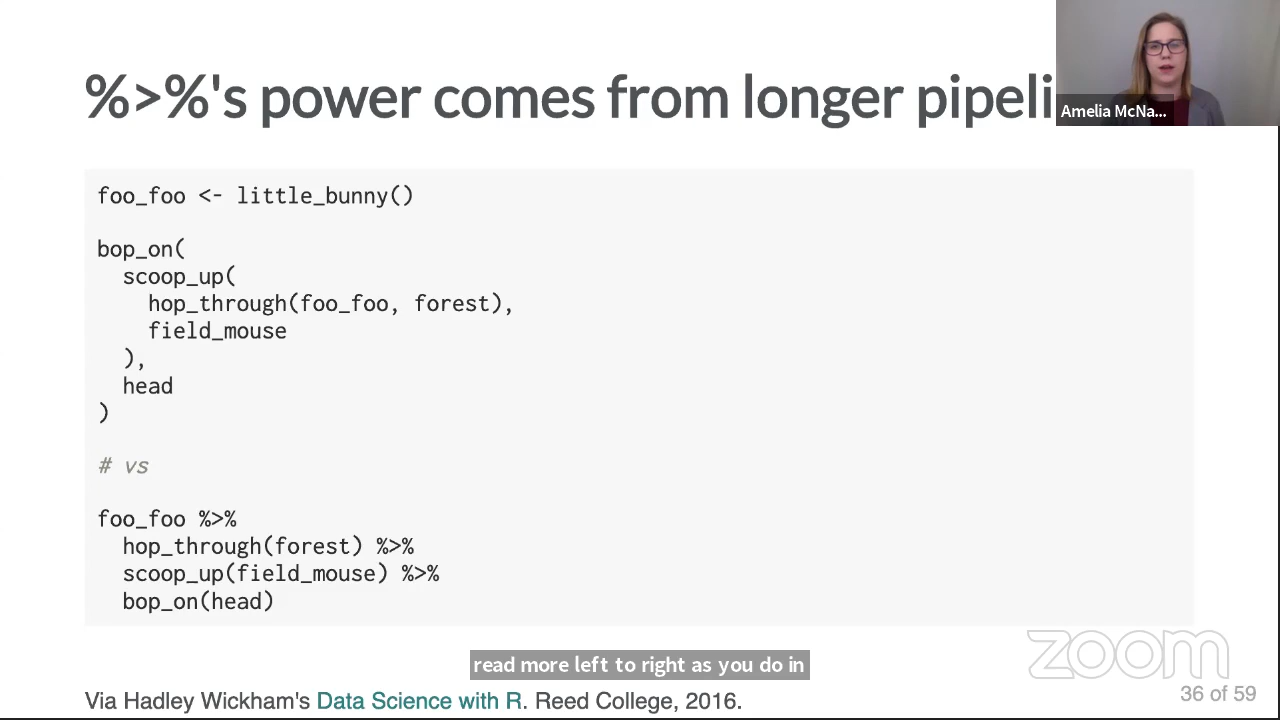 %>%'s power comes from longer pipeli
Amelia McNa...
foo_foo <- little_bunny()
bop_on(
  scoop_up(
    hop_through(foo_foo, forest),
    field_mouse
  ),
  head
)
# vs
foo_foo %>%
  hop_through(forest) %>%
  scoop_up(field_mouse) %>%
  bop_on(head)
read more left to right as you do in
zoom
Via Hadley Wickham's Data Science with R. Reed College, 2016.
36 of 59